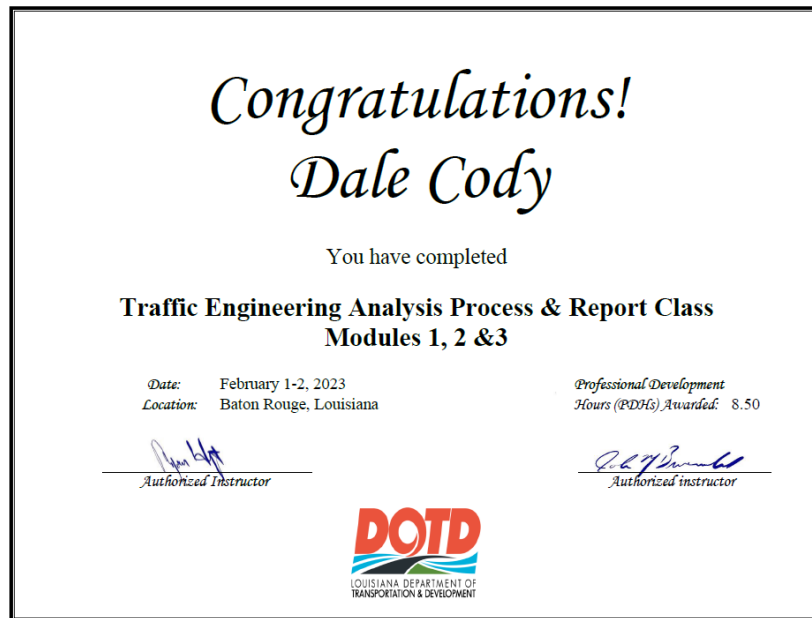 Congratulations!
Dale Cody
You have completed
Traffic Engineering Analysis Process & Report Class
Modules 1, 2 &3
Date: February 1-2, 2023
Location: Baton Rouge, Louisiana
Professional Development
Hours (PDHs) Awarded: 8.50
Authorized Instructor
Authorized instructor
DOTD
LOUISIANA DEPARTMENT OF
TRANSPORTATION & DEVELOPMENT